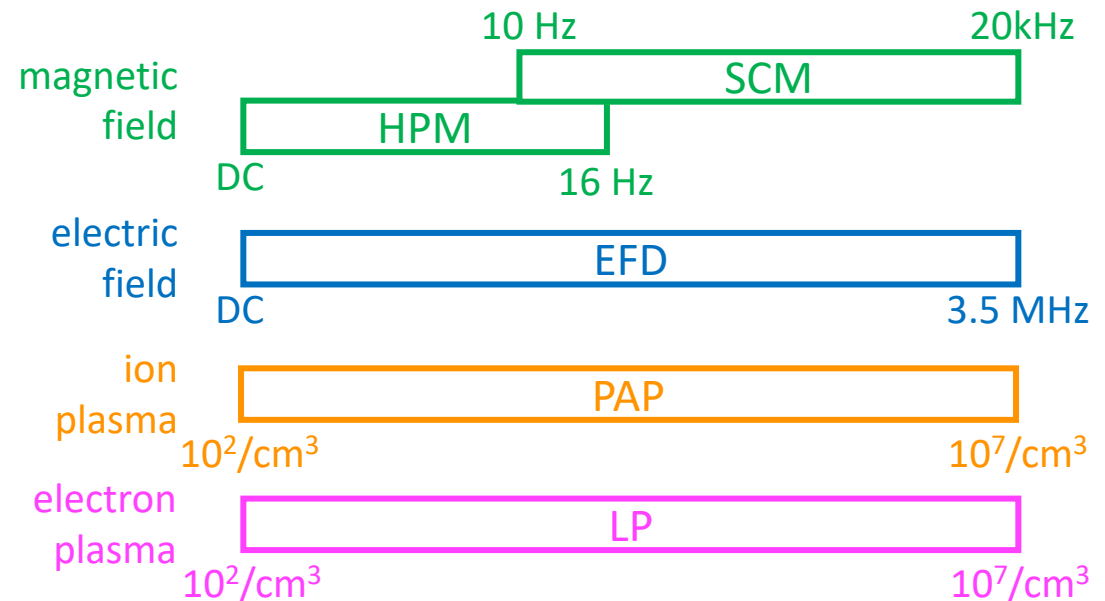 10 Hz 20kHz
magnetic SCM
field HPM
DC 16 Hz
electric
field EFD
DC 3.5 MHz
ion
plasma PAP
10²/cm³ 10⁷/cm³
electron
plasma LP
10²/cm³ 10⁷/cm³